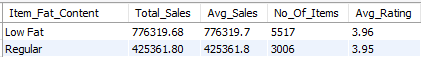 Item_Fat_Content Total_Sales Avg_Sales No_Of_Items Avg_Rating
Low Fat 776319.68 776319.7 5517 3.96
Regular 425361.80 425361.8 3006 3.95